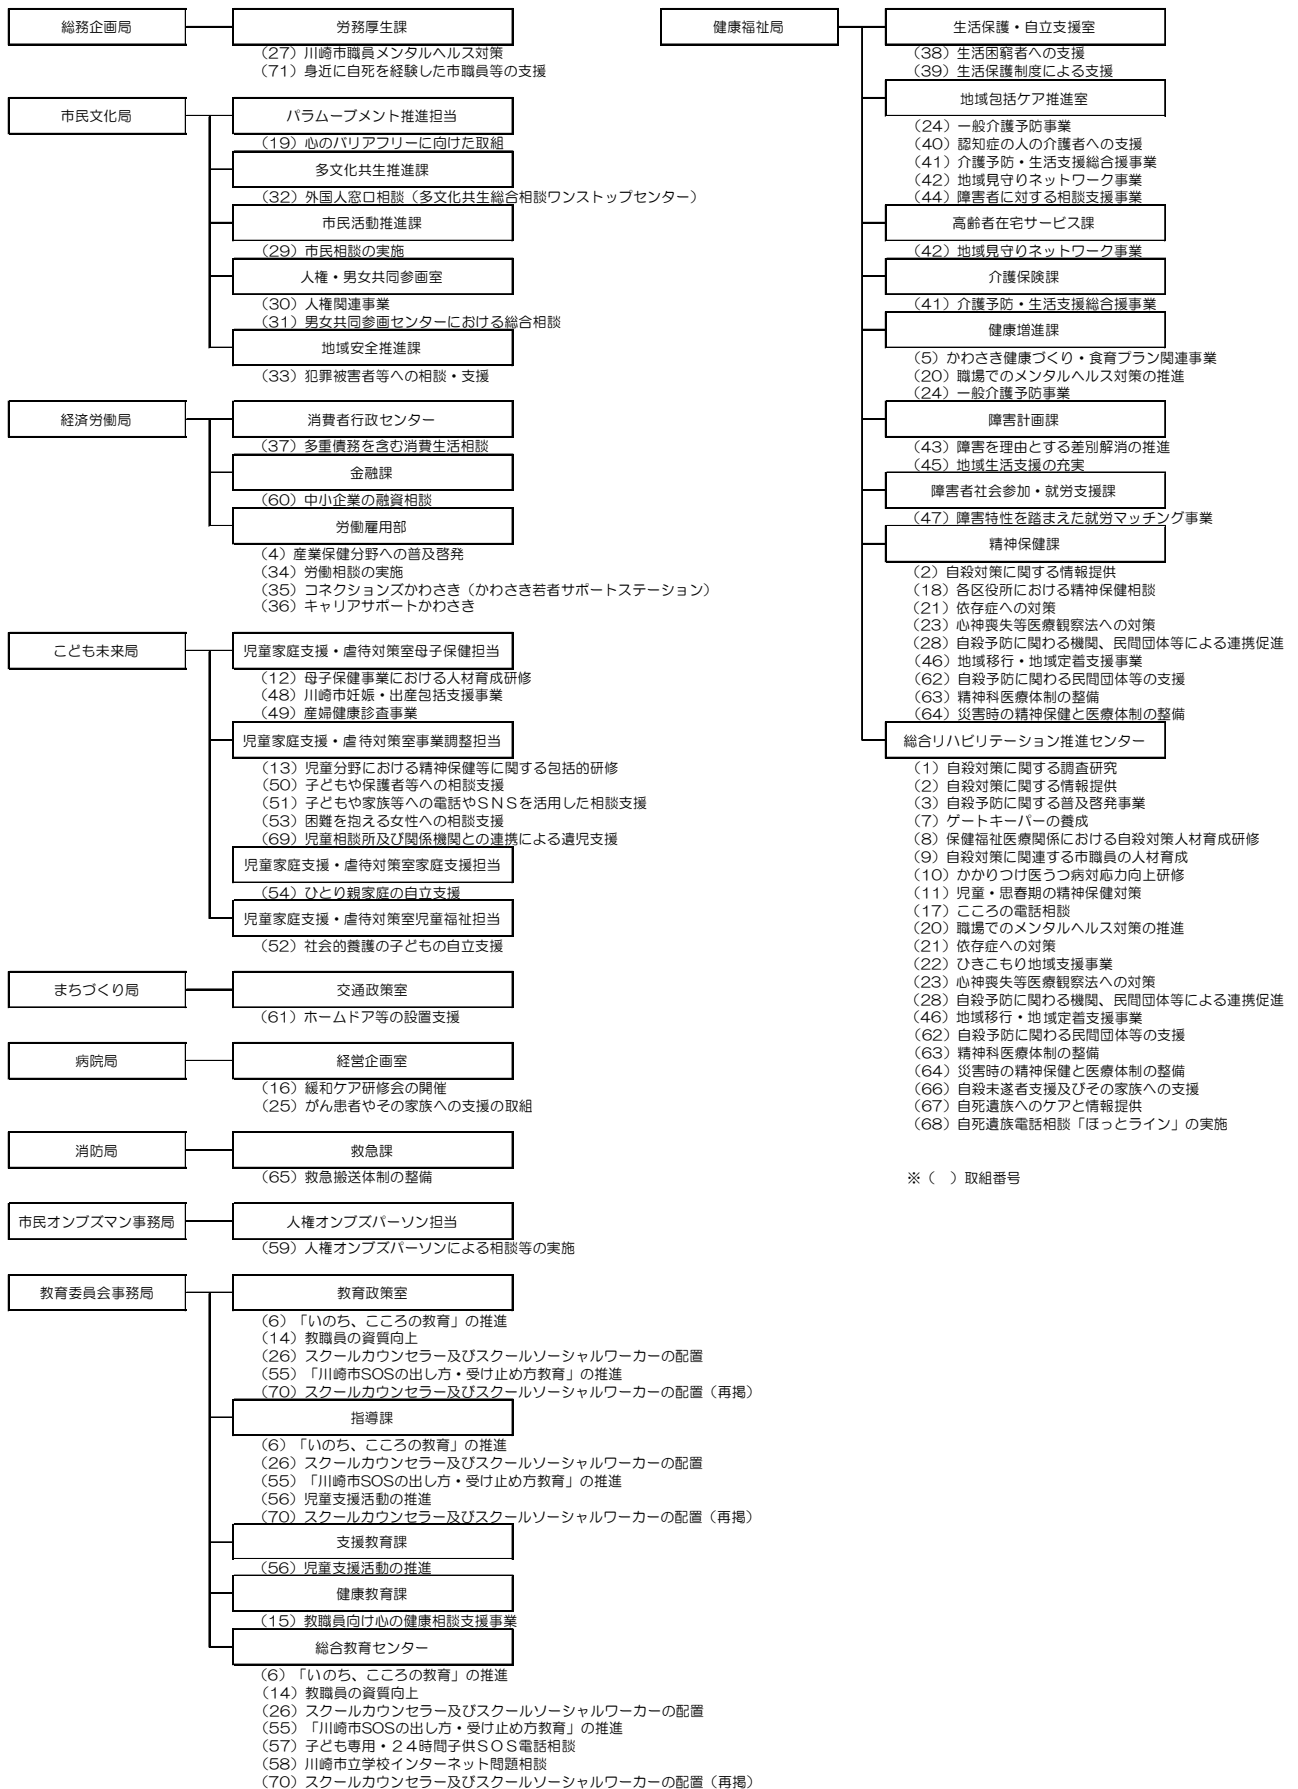 総務企画局
労務厚生課
（27）川崎市職員メンタルヘルス対策
（71）身近に自死を経験した市職員等の支援
市民文化局
パラムーブメント推進担当
（19）心のバリアフリーに向けた取組
多文化共生推進課
（32）外国人窓口相談（多文化共生総合相談ワンストップセンター）
市民活動推進課
（29）市民相談の実施
人権・男女共同参画室
（30）人権関連事業
（31）男女共同参画センターにおける総合相談
地域安全推進課
（33）犯罪被害者等への相談・支援
経済労働局
消費者行政センター
（37）多重債務を含む消費生活相談
金融課
（60）中小企業の融資相談
労働雇用部
（4）産業保健分野への普及啓発
（34）労働相談の実施
（35）コネクションズかわさき（かわさき若者サポートステーション）
（36）キャリアサポートかわさき
こども未来局
児童家庭支援・虐待対策室母子保健担当
（12）母子保健事業における人材育成研修
（48）川崎市妊娠・出産包括支援事業
（49）産婦健康診査事業
児童家庭支援・虐待対策室事業調整担当
（13）児童分野における精神保健等に関する包括的研修
（50）子どもや保護者等への相談支援
（51）子どもや家族等への電話やＳＮＳを活用した相談支援
（53）困難を抱える女性への相談支援
（69）児童相談所及び関係機関との連携による遺児支援
児童家庭支援・虐待対策室家庭支援担当
（54）ひとり親家庭の自立支援
児童家庭支援・虐待対策室児童福祉担当
（52）社会的養護の子どもの自立支援
まちづくり局
交通政策室
（61）ホームドア等の設置支援
病院局
経営企画室
（16）緩和ケア研修会の開催
（25）がん患者やその家族への支援の取組
消防局
救急課
（65）救急搬送体制の整備
市民オンブズマン事務局
人権オンブズパーソン担当
（59）人権オンブズパーソンによる相談等の実施
教育委員会事務局
教育政策室
（6）「いのち、こころの教育」の推進
（14）教職員の資質向上
（26）スクールカウンセラー及びスクールソーシャルワーカーの配置
（55）「川崎市SOSの出し方・受け止め方教育」の推進
（70）スクールカウンセラー及びスクールソーシャルワーカーの配置（再掲）
指導課
（6）「いのち、こころの教育」の推進
（26）スクールカウンセラー及びスクールソーシャルワーカーの配置
（55）「川崎市SOSの出し方・受け止め方教育」の推進
（56）児童支援活動の推進
（70）スクールカウンセラー及びスクールソーシャルワーカーの配置（再掲）
支援教育課
（56）児童支援活動の推進
健康教育課
（15）教職員向け心の健康相談支援事業
総合教育センター
（6）「いのち、こころの教育」の推進
（14）教職員の資質向上
（26）スクールカウンセラー及びスクールソーシャルワーカーの配置
（55）「川崎市SOSの出し方・受け止め方教育」の推進
（57）子ども専用・２４時間子供ＳＯＳ電話相談
（58）川崎市立学校インターネット問題相談
（70）スクールカウンセラー及びスクールソーシャルワーカーの配置（再掲）
健康福祉局
生活保護・自立支援室
（38）生活困窮者への支援
（39）生活保護制度による支援
地域包括ケア推進室
（24）一般介護予防事業
（40）認知症の人の介護者への支援
（41）介護予防・生活支援総合援事業
（42）地域見守りネットワーク事業
（44）障害者に対する相談支援事業
高齢者在宅サービス課
（42）地域見守りネットワーク事業
介護保険課
（41）介護予防・生活支援総合援事業
健康増進課
（5）かわさき健康づくり・食育プラン関連事業
（20）職場でのメンタルヘルス対策の推進
（24）一般介護予防事業
障害計画課
（43）障害を理由とする差別解消の推進
（45）地域生活支援の充実
障害者社会参加・就労支援課
（47）障害特性を踏まえた就労マッチング事業
精神保健課
（2）自殺対策に関する情報提供
（18）各区役所における精神保健相談
（21）依存症への対策
（23）心神喪失等医療観察法への対策
（28）自殺予防に関わる機関、民間団体等による連携促進
（46）地域移行・地域定着支援事業
（62）自殺予防に関わる民間団体等の支援
（63）精神科医療体制の整備
（64）災害時の精神保健と医療体制の整備
総合リハビリテーション推進センター
（1）自殺対策に関する調査研究
（2）自殺対策に関する情報提供
（3）自殺予防に関する普及啓発事業
（7）ゲートキーパーの養成
（8）保健福祉医療関係における自殺対策人材育成研修
（9）自殺対策に関連する市職員の人材育成
（10）かかりつけ医うつ病対応力向上研修
（11）児童・思春期の精神保健対策
（17）こころの電話相談
（20）職場でのメンタルヘルス対策の推進
（21）依存症への対策
（22）ひきこもり地域支援事業
（23）心神喪失等医療観察法への対策
（28）自殺予防に関わる機関、民間団体等による連携促進
（46）地域移行・地域定着支援事業
（62）自殺予防に関わる民間団体等の支援
（63）精神科医療体制の整備
（64）災害時の精神保健と医療体制の整備
（66）自殺未遂者支援及びその家族への支援
（67）自死遺族へのケアと情報提供
（68）自死遺族電話相談「ほっとライン」の実施
※（　）取組番号